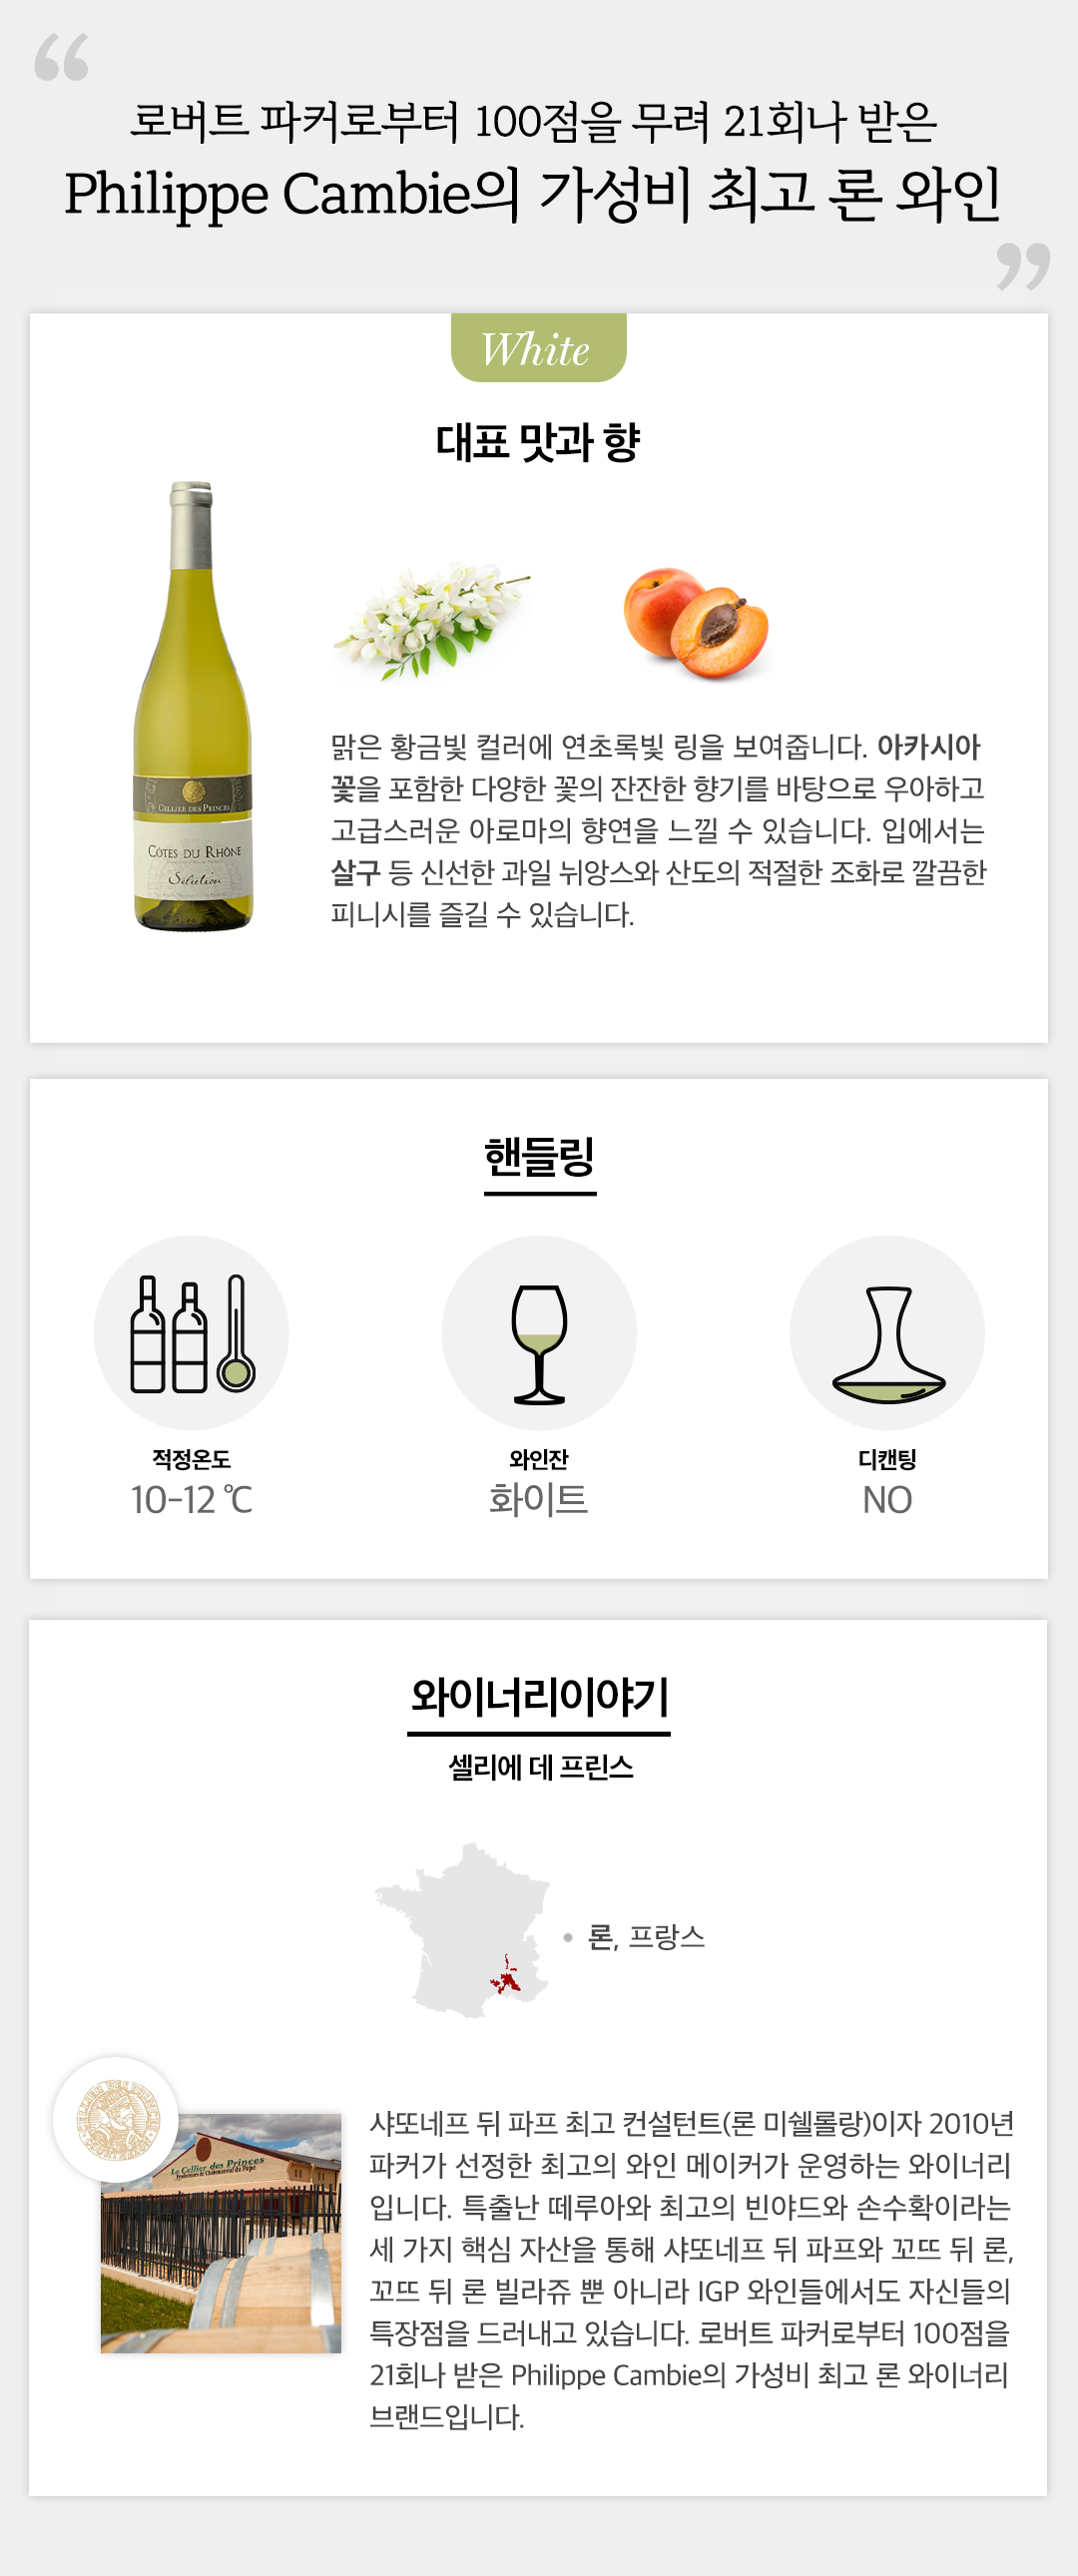 “
로버트 파커로부터 100점을 무려 21회나 받은
Philippe Cambie의 가성비 최고 론 와인
”
White
대표 맛과 향
CELLIER DES PRINCES
CÔTES DU RHÔNE
Sélection
맑은 황금빛 컬러에 연초록빛 링을 보여줍니다. 아카시아
꽃을 포함한 다양한 꽃의 잔잔한 향기를 바탕으로 우아하고
고급스러운 아로마의 향연을 느낄 수 있습니다. 입에서는
살구 등 신선한 과일 뉘앙스와 산도의 적절한 조화로 깔끔한
피니시를 즐길 수 있습니다.
핸들링
적정온도
10-12 ℃
와인잔
화이트
디캔팅
NO
와이너리이야기
셀리에 데 프린스
• 론, 프랑스
CELLIER DES PRINCES
Le Cellier des Princes
Producteurs de Châteauneuf du Pape
샤또네프 뒤 파프 최고 컨설턴트(론 미쉘롤랑)이자 2010년
파커가 선정한 최고의 와인 메이커가 운영하는 와이너리
입니다. 특출난 떼루아와 최고의 빈야드와 손수확이라는
세 가지 핵심 자산을 통해 샤또네프 뒤 파프와 꼬뜨 뒤 론,
꼬뜨 뒤 론 빌라쥬 뿐 아니라 IGP 와인들에서도 자신들의
특장점을 드러내고 있습니다. 로버트 파커로부터 100점을
21회나 받은 Philippe Cambie의 가성비 최고 론 와이너리
브랜드입니다.